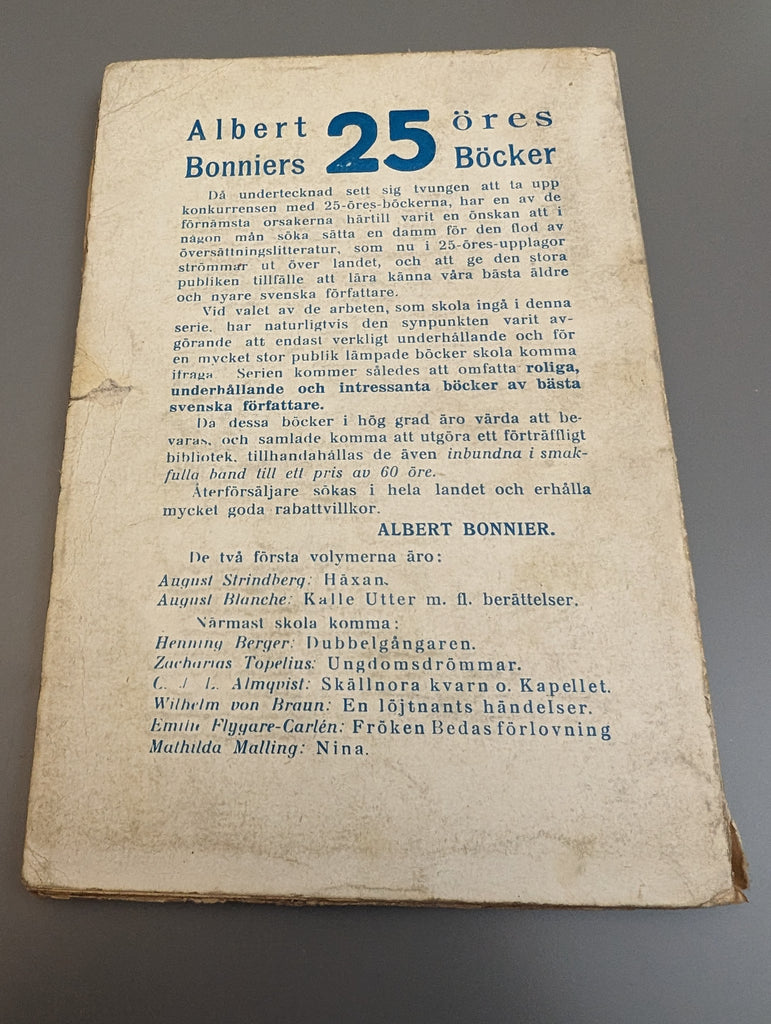 Albert 25 öres
Bonniers Böcker
Då undertecknad sett sig tvungen att ta upp
konkurrensen med 25-öres-böckerna, har en av de
förnämsta orsakerna härtill varit en önskan att i
någon mån söka sätta en damm för den flod av
översättningslitteratur, som nu i 25-öres-upplagor
strömmar ut över landet, och att ge den stora
publiken tillfälle att lära känna våra bästa äldre
och nyare svenska författare.
Vid valet av de arbeten, som skola ingå i denna
serie, har naturligtvis den synpunkten varit av-
görande att endast verkligt underhållande och för
en mycket stor publik lämpade böcker skola komma
ifråga. Serien kommer således att omfatta roliga,
underhållande och intressanta böcker av bästa
svenska författare.
Då dessa böcker i hög grad äro värda att be-
varas, och samlade komma att utgöra ett förträffligt
bibliotek, tillhandahållas de även inbundna i smak-
fulla band till ett pris av 60 öre.
Återförsäljare sökas i hela landet och erhålla
mycket goda rabattvillkor.
ALBERT BONNIER.
De två första volymerna äro:
August Strindberg: Häxan.
August Blanche: Kalle Utter m. fl. berättelser.
Närmast skola komma:
Henning Berger: Dubbelgångaren.
Zacharias Topelius: Ungdomsdrömmar.
C. J. L. Almqvist: Skällnora kvarn o. Kapellet.
Wilhelm von Braun: En löjtnants händelser.
Emilie Flygare-Carlén: Fröken Bedas förlovning
Mathilda Malling: Nina.